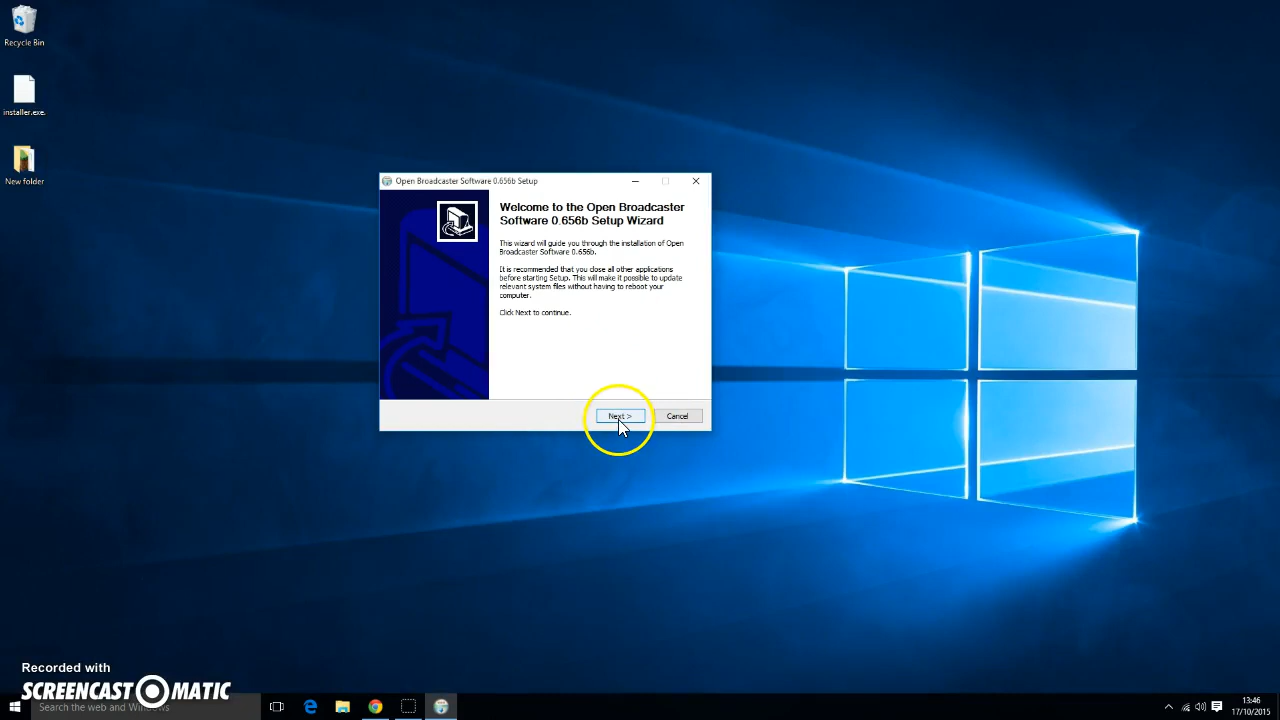 Recycle Bin
installer.exe.
New folder
Open Broadcaster Software 0.656b Setup
Welcome to the Open Broadcaster
Software 0.656b Setup Wizard
This wizard will guide you through the installation of Open
Broadcaster Software 0.656b.
It is recommended that you close all other applications
before starting Setup. This will make it possible to update
relevant system files without having to reboot your
computer.
Click Next to continue.
Next >
Cancel
Recorded with
SCREENCAST MATIC
Search the web and Windows
13:46
17/10/2015